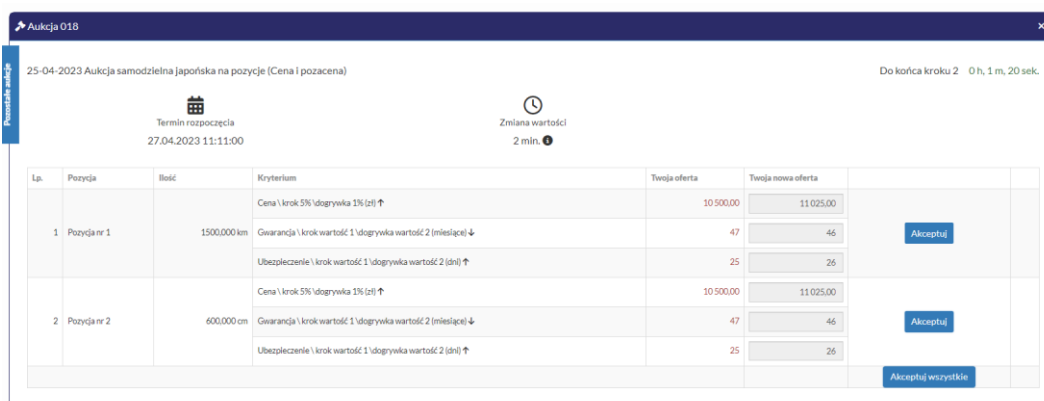 Aukcja 018 ×
Pozostałe aukcje
25-04-2023 Aukcja samodzielna japońska na pozycje (Cena i pozacena) Do końca kroku 2 0 h, 1 m, 20 sek.
Termin rozpoczęcia Zmiana wartości
27.04.2023 11:11:00 2 min.
Lp. Pozycja Ilość Kryterium Twoja oferta Twoja nowa oferta
Cena \ krok 5% \dogrywka 1% (zł) ↑ 10 500,00 11 025,00
1 Pozycja nr 1 1500,000 km Gwarancja \ krok wartość 1 \dogrywka wartość 2 (miesiące) ↓ 47 46 Akceptuj
Ubezpieczenie \ krok wartość 1 \dogrywka wartość 2 (dni) ↑ 25 26
Cena \ krok 5% \dogrywka 1% (zł) ↑ 10 500,00 11 025,00
2 Pozycja nr 2 600,000 cm Gwarancja \ krok wartość 1 \dogrywka wartość 2 (miesiące) ↓ 47 46 Akceptuj
Ubezpieczenie \ krok wartość 1 \dogrywka wartość 2 (dni) ↑ 25 26
Akceptuj wszystkie